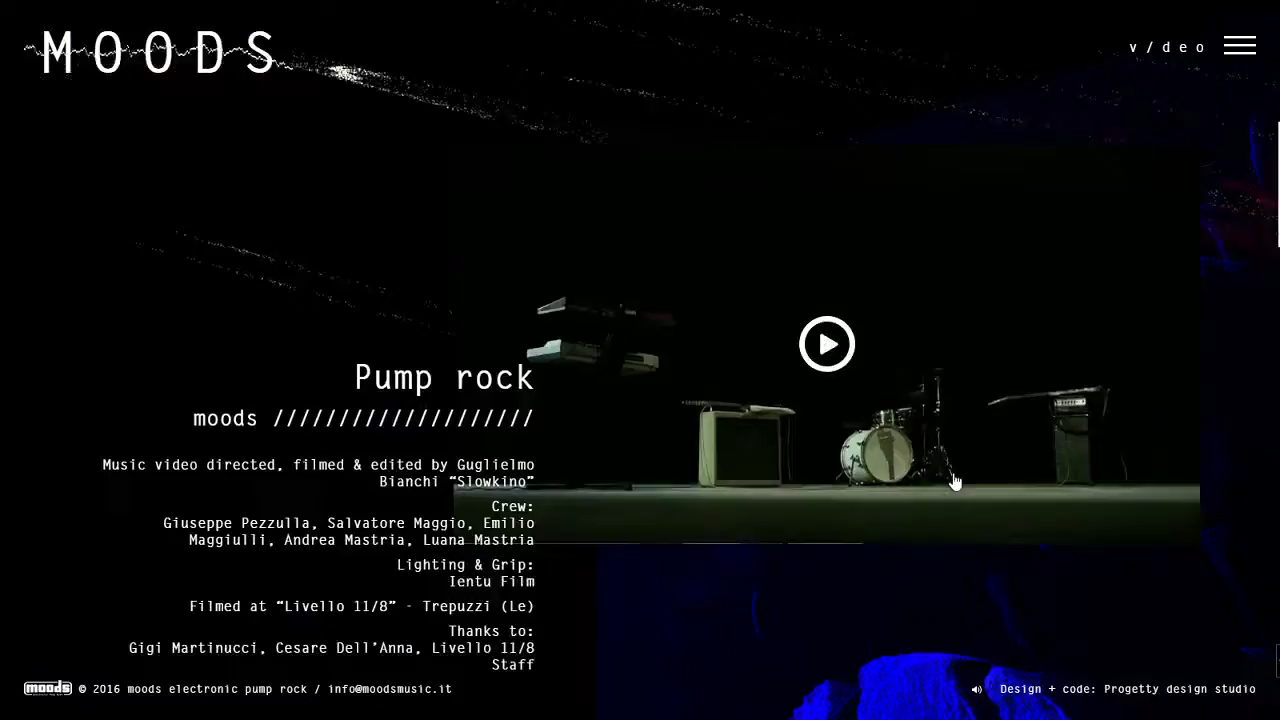 MOODS
v/deo
Pump rock
moods ////////////////////
Music video directed, filmed & edited by Guglielmo
Bianchi “Slowkino”
Crew:
Giuseppe Pezzulla, Salvatore Maggio, Emilio
Maggiulli, Andrea Mastria, Luana Mastria
Lighting & Grip:
Ientu Film
Filmed at “Livello 11/8” - Trepuzzi (Le)
Thanks to:
Gigi Martinucci, Cesare Dell’Anna, Livello 11/8
Staff
moods © 2016 moods electronic pump rock / info@moodsmusic.it
Design + code: Progetty design studio